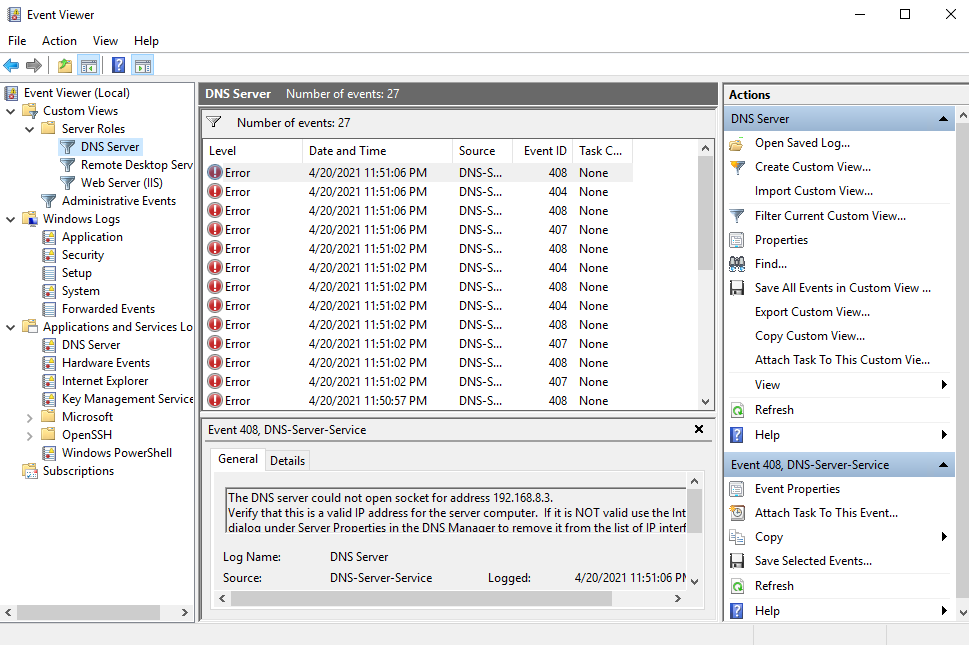 Event Viewer
File Action View Help
Event Viewer (Local)
Custom Views
Server Roles
DNS Server
Remote Desktop Serv
Web Server (IIS)
Administrative Events
Windows Logs
Application
Security
Setup
System
Forwarded Events
Applications and Services Lo
DNS Server
Hardware Events
Internet Explorer
Key Management Service
Microsoft
OpenSSH
Windows PowerShell
Subscriptions
DNS Server Number of events: 27
Number of events: 27
Level Date and Time Source Event ID Task C...
Error 4/20/2021 11:51:06 PM DNS-S... 408 None
Error 4/20/2021 11:51:06 PM DNS-S... 404 None
Error 4/20/2021 11:51:06 PM DNS-S... 408 None
Error 4/20/2021 11:51:06 PM DNS-S... 407 None
Error 4/20/2021 11:51:02 PM DNS-S... 408 None
Error 4/20/2021 11:51:02 PM DNS-S... 404 None
Error 4/20/2021 11:51:02 PM DNS-S... 408 None
Error 4/20/2021 11:51:02 PM DNS-S... 404 None
Error 4/20/2021 11:51:02 PM DNS-S... 408 None
Error 4/20/2021 11:51:02 PM DNS-S... 407 None
Error 4/20/2021 11:51:02 PM DNS-S... 408 None
Error 4/20/2021 11:51:02 PM DNS-S... 407 None
Error 4/20/2021 11:50:57 PM DNS-S... 408 None
Event 408, DNS-Server-Service
General Details
The DNS server could not open socket for address 192.168.8.3.
Verify that this is a valid IP address for the server computer. If it is NOT valid use the Int
dialog under Server Properties in the DNS Manager to remove it from the list of IP interf
Log Name: DNS Server
Source: DNS-Server-Service Logged: 4/20/2021 11:51:06 PM
Actions
DNS Server
Open Saved Log...
Create Custom View...
Import Custom View...
Filter Current Custom View...
Properties
Find...
Save All Events in Custom View ...
Export Custom View...
Copy Custom View...
Attach Task To This Custom Vie...
View
Refresh
Help
Event 408, DNS-Server-Service
Event Properties
Attach Task To This Event...
Copy
Save Selected Events...
Refresh
Help